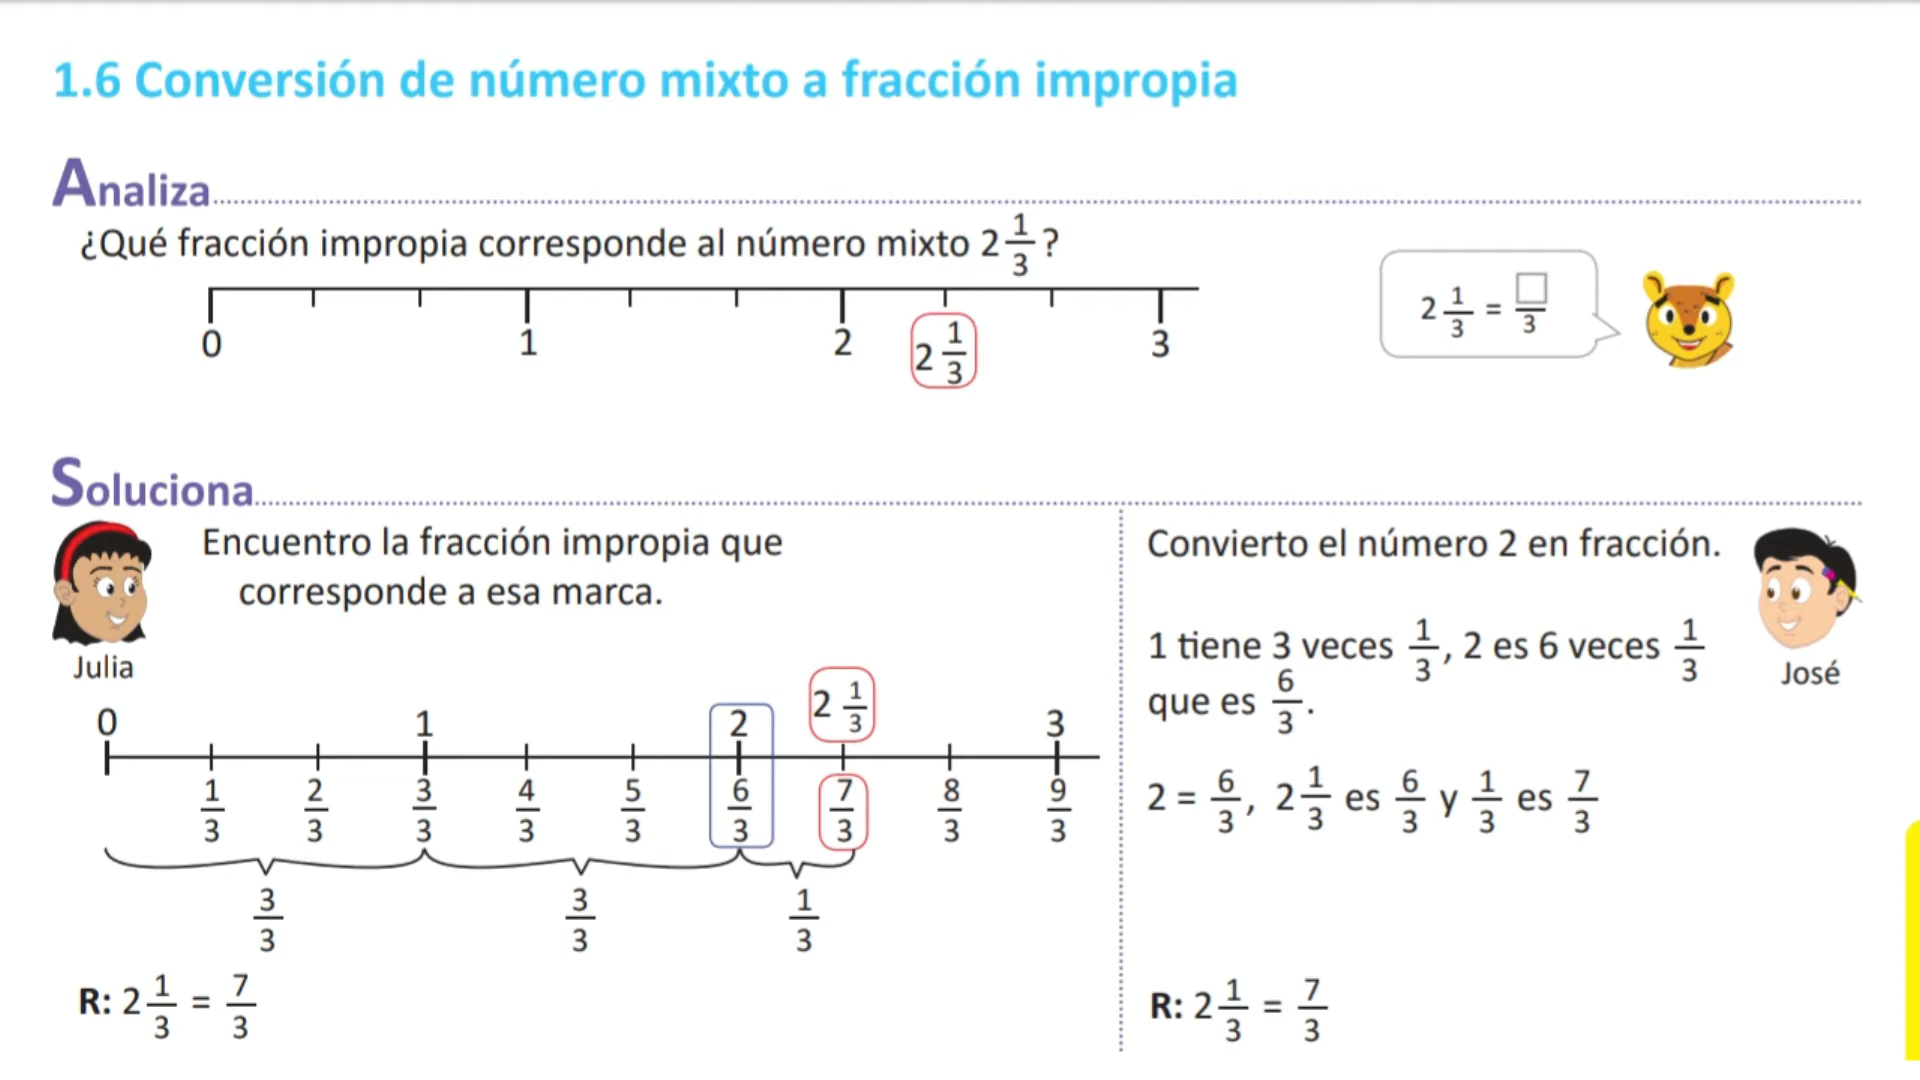 1.6 Conversión de número mixto a fracción impropia
Analiza
¿Qué fracción impropia corresponde al número mixto 2 1/3?
0 1 2 2 1/3 3
2 1/3 = □/3
Soluciona
Encuentro la fracción impropia que
corresponde a esa marca.
Julia
0 1 2 2 1/3 3
1/3 2/3 3/3 4/3 5/3 6/3 7/3 8/3 9/3
3/3 3/3 1/3
R: 2 1/3 = 7/3
Convierto el número 2 en fracción.
José
1 tiene 3 veces 1/3, 2 es 6 veces 1/3
que es 6/3.
2 = 6/3, 2 1/3 es 6/3 y 1/3 es 7/3
R: 2 1/3 = 7/3